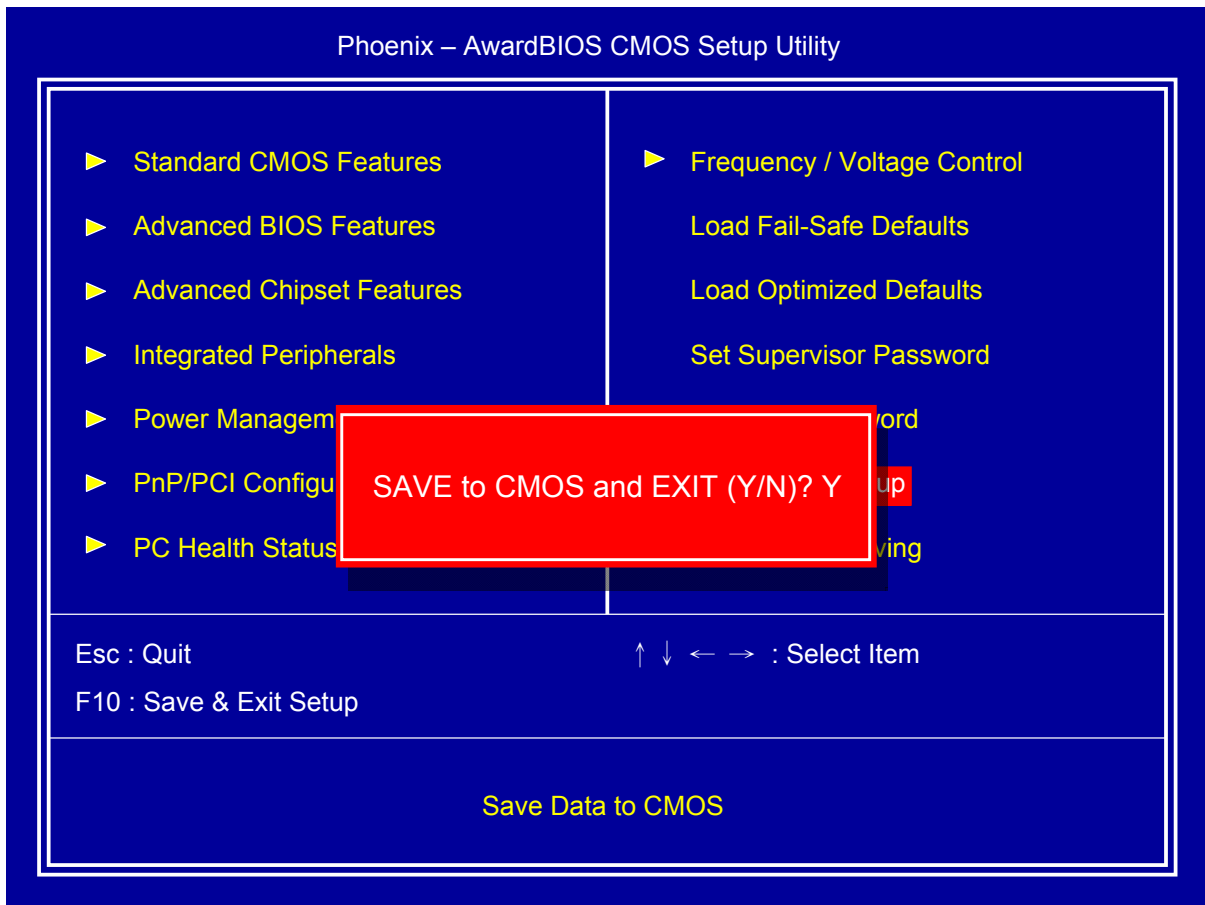 Phoenix – AwardBIOS CMOS Setup Utility
Standard CMOS Features
Advanced BIOS Features
Advanced Chipset Features
Integrated Peripherals
Power Managem
PnP/PCI Configu
PC Health Status
Frequency / Voltage Control
Load Fail-Safe Defaults
Load Optimized Defaults
Set Supervisor Password
ord
up
ving
SAVE to CMOS and EXIT (Y/N)? Y
Esc : Quit
↑ ↓ ← → : Select Item
F10 : Save & Exit Setup
Save Data to CMOS